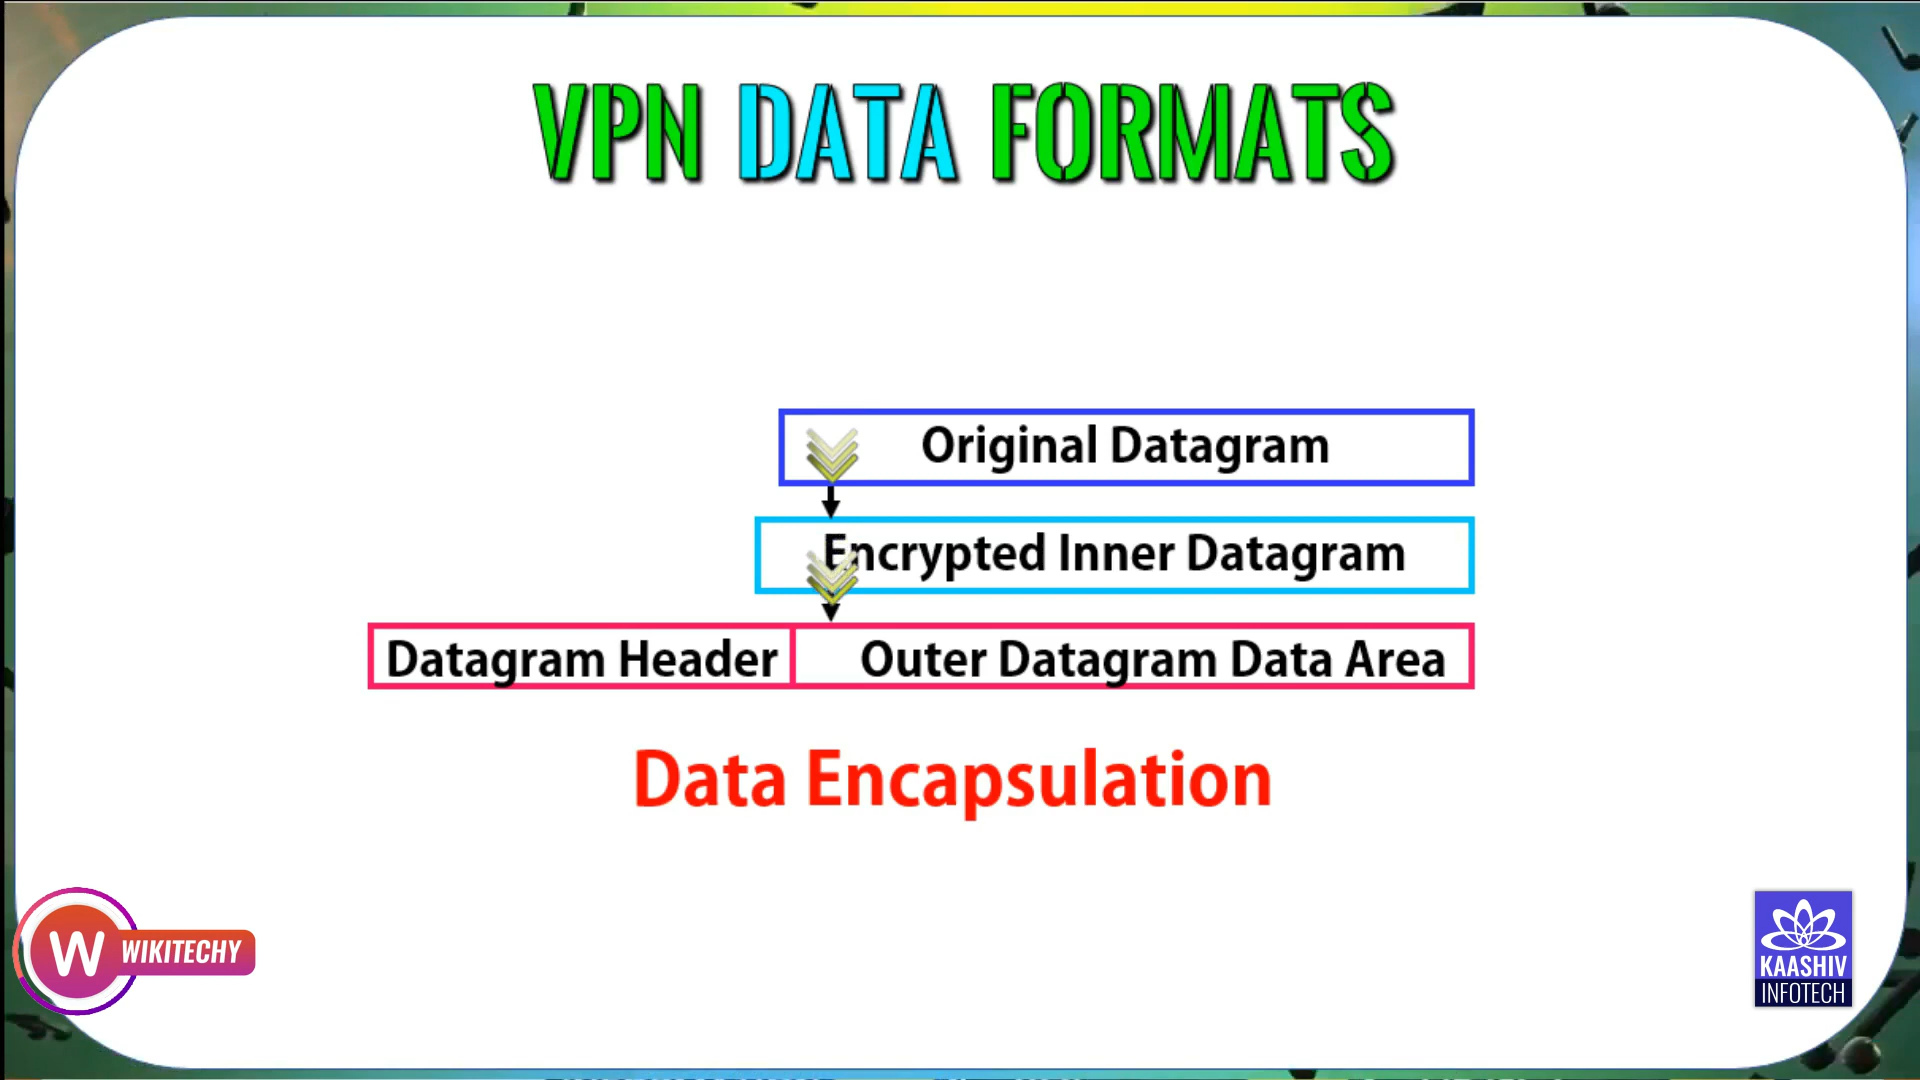 VPN DATA FORMATS
Original Datagram
Encrypted Inner Datagram
Datagram Header Outer Datagram Data Area
Data Encapsulation
W WIKITECHY
KAASHIV
INFOTECH